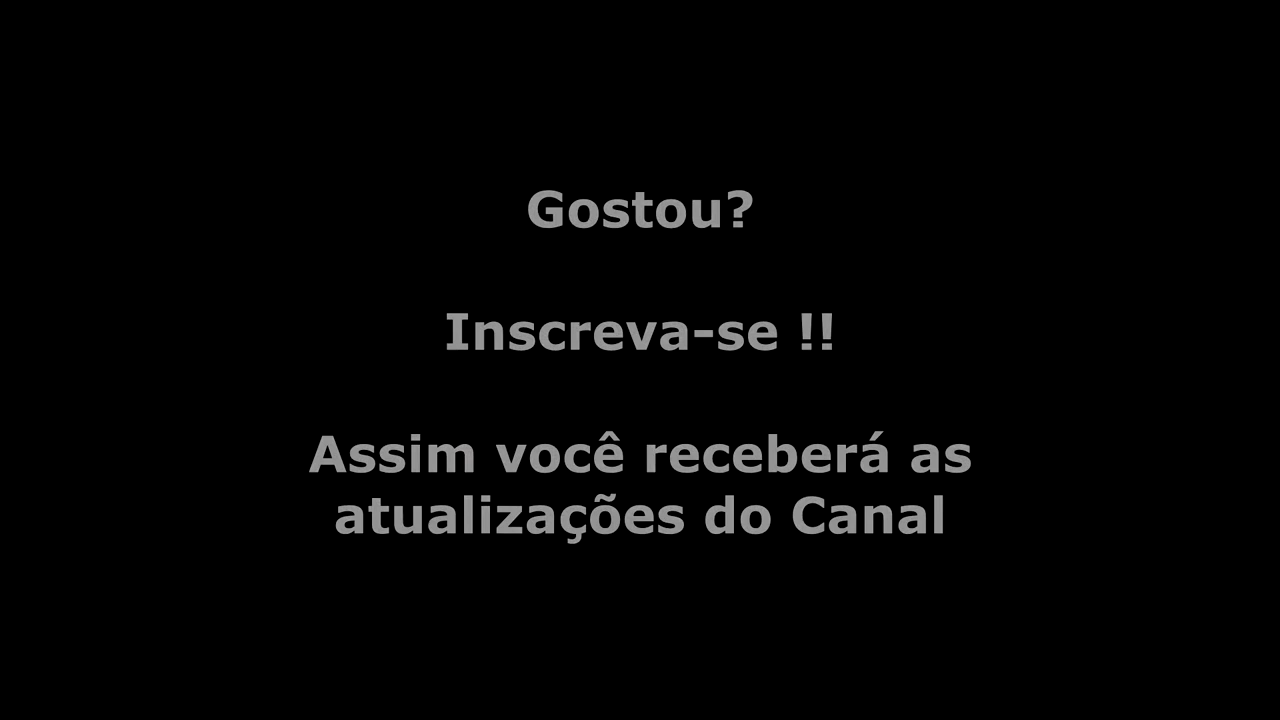 Gostou?
Inscreva-se !!
Assim você receberá as
atualizações do Canal